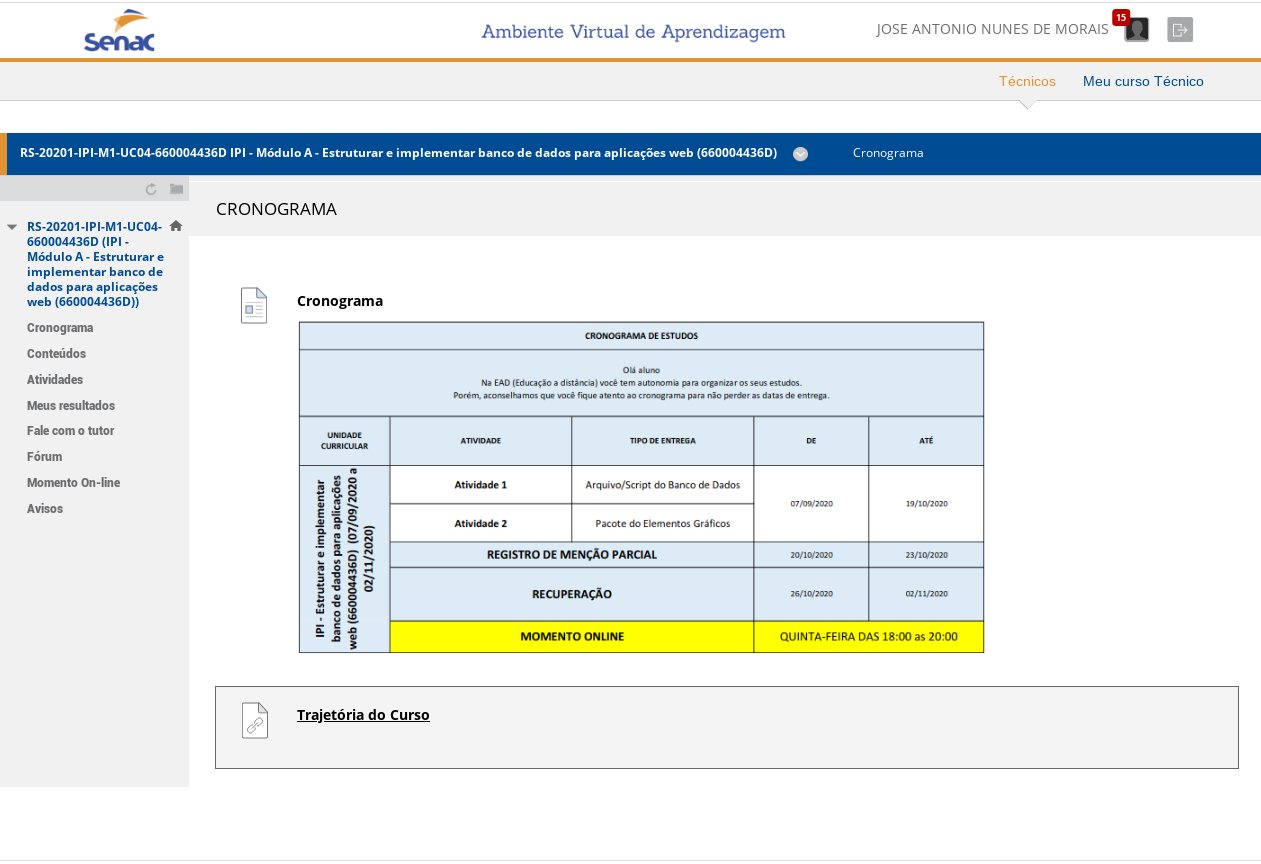 Senac
Ambiente Virtual de Aprendizagem
JOSE ANTONIO NUNES DE MORAIS
15
Técnicos
Meu curso Técnico
RS-20201-IPI-M1-UC04-660004436D IPI - Módulo A - Estruturar e implementar banco de dados para aplicações web (660004436D)
Cronograma
RS-20201-IPI-M1-UC04-
660004436D (IPI -
Módulo A - Estruturar e
implementar banco de
dados para aplicações
web (660004436D))
Cronograma
Conteúdos
Atividades
Meus resultados
Fale com o tutor
Fórum
Momento On-line
Avisos
CRONOGRAMA
Cronograma
CRONOGRAMA DE ESTUDOS
Olá aluno
Na EAD (Educação a distância) você tem autonomia para organizar os seus estudos.
Porém, aconselhamos que você fique atento ao cronograma para não perder as datas de entrega.
UNIDADE
CURRICULAR
ATIVIDADE
TIPO DE ENTREGA
DE
ATÉ
IPI - Estruturar e implementar
banco de dados para aplicações
web (660004436D) (07/09/2020 a
02/11/2020)
Atividade 1
Arquivo/Script do Banco de Dados
07/09/2020
19/10/2020
Atividade 2
Pacote do Elementos Gráficos
REGISTRO DE MENÇÃO PARCIAL
20/10/2020
23/10/2020
RECUPERAÇÃO
26/10/2020
02/11/2020
MOMENTO ONLINE
QUINTA-FEIRA DAS 18:00 as 20:00
Trajetória do Curso